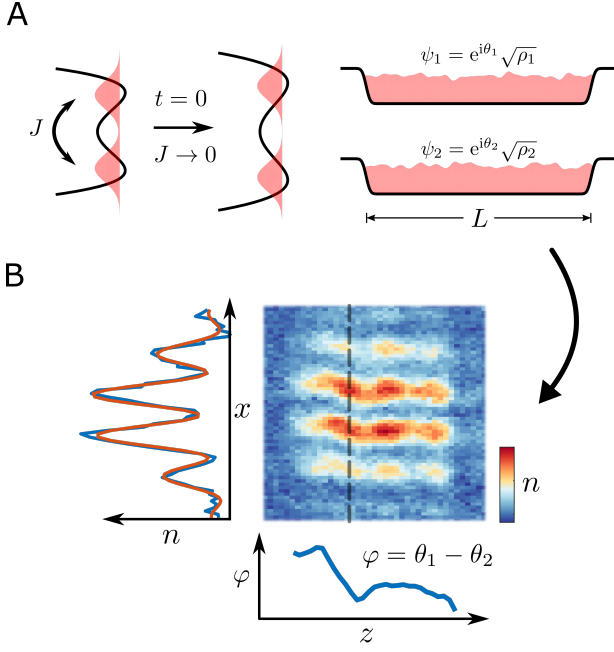 A
J
t = 0
J → 0
ψ₁ = e^{iθ₁} √ρ₁
ψ₂ = e^{iθ₂} √ρ₂
L
B
x
n
n
φ
φ = θ₁ − θ₂
z